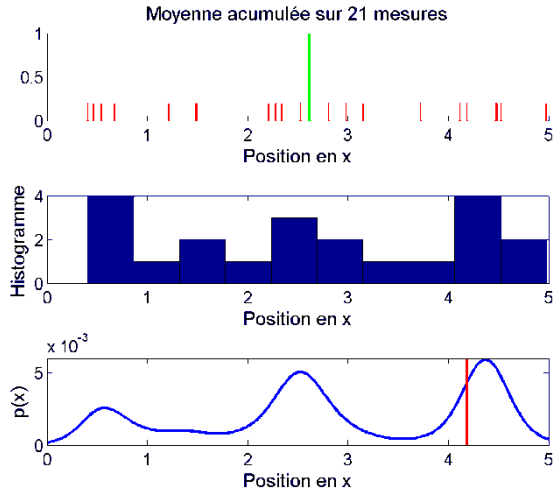 Moyenne acumulée sur 21 mesures
1
0.5
0
0 1 2 3 4 5
Position en x
Histogramme
4
2
0
0 1 2 3 4 5
Position en x
x 10-3
p(x)
5
0
0 1 2 3 4 5
Position en x